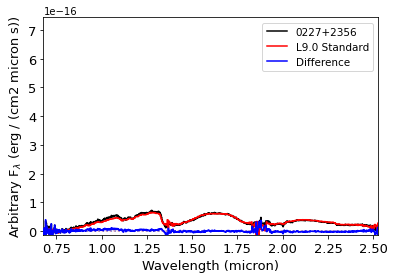 1e−16
0227+2356
L9.0 Standard
Difference
7
6
5
4
3
2
1
0
Arbitrary Fλ (erg / (cm2 micron s))
0.75 1.00 1.25 1.50 1.75 2.00 2.25 2.50
Wavelength (micron)